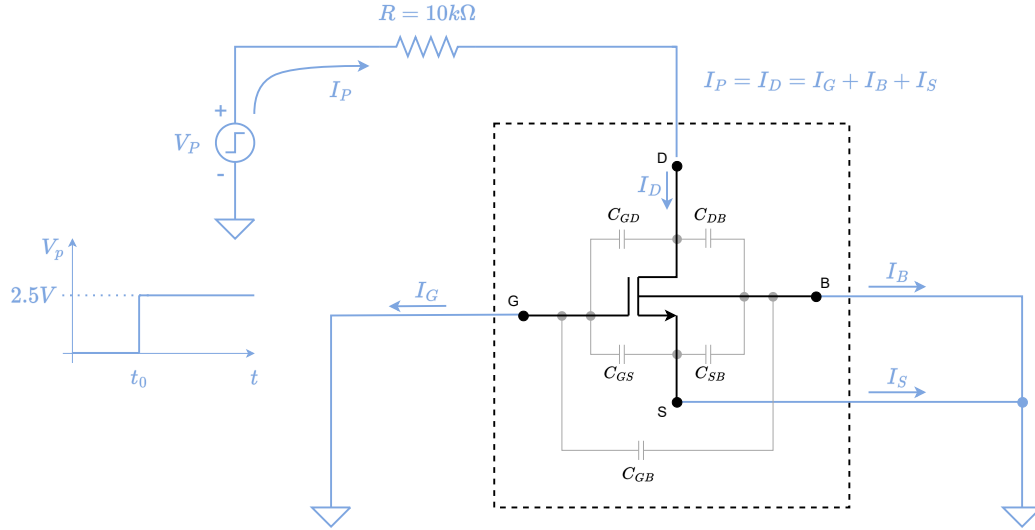 R = 10kΩ
I_P = I_D = I_G + I_B + I_S
+
I_P
V_P
-
D
I_D
C_GD
C_DB
V_p
2.5V
I_G
G
B
I_B
t_0
t
C_GS
C_SB
I_S
S
C_GB